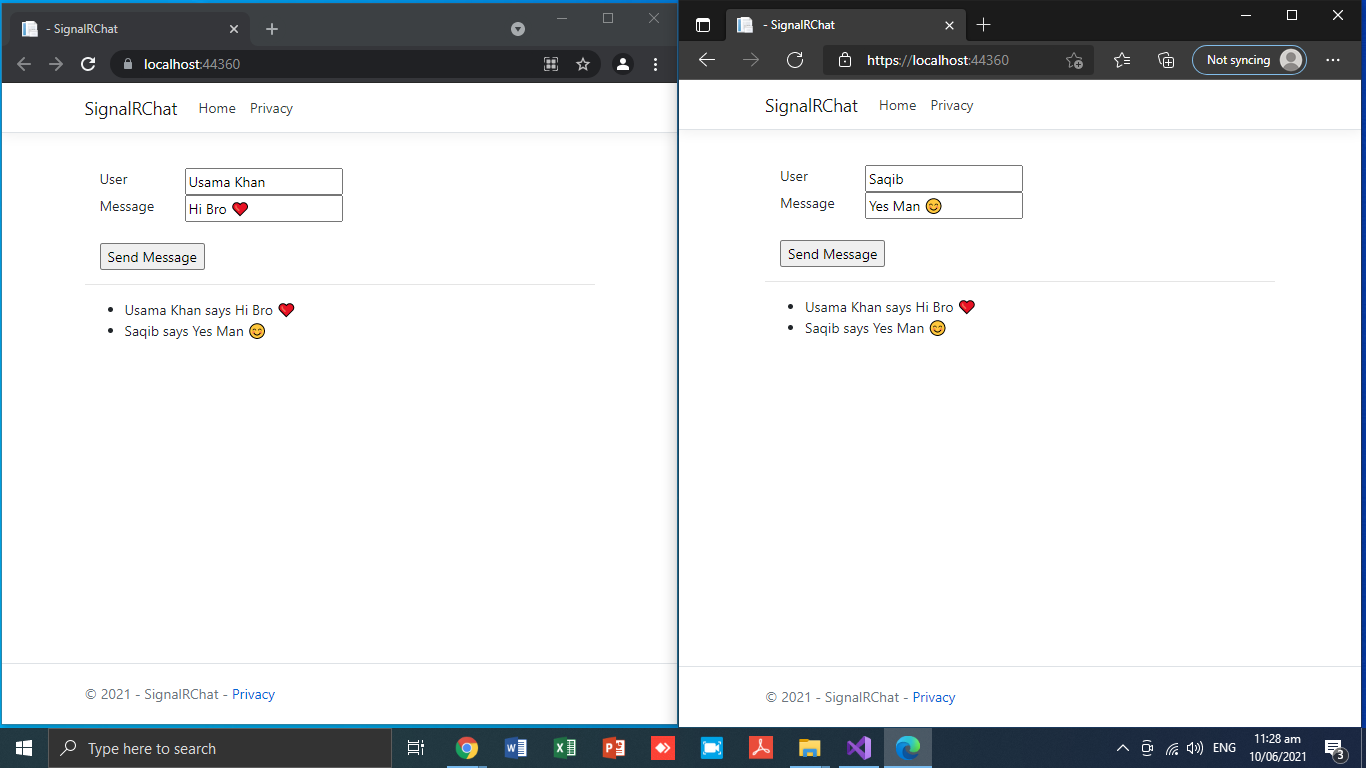 - SignalRChat
localhost:44360
SignalRChat Home Privacy
User Usama Khan
Message Hi Bro ❤️
Send Message
Usama Khan says Hi Bro ❤️
Saqib says Yes Man 😊
© 2021 - SignalRChat - Privacy
- SignalRChat
https://localhost:44360
Not syncing
SignalRChat Home Privacy
User Saqib
Message Yes Man 😊
Send Message
Usama Khan says Hi Bro ❤️
Saqib says Yes Man 😊
© 2021 - SignalRChat - Privacy
Type here to search
ENG
11:28 am
10/06/2021
3